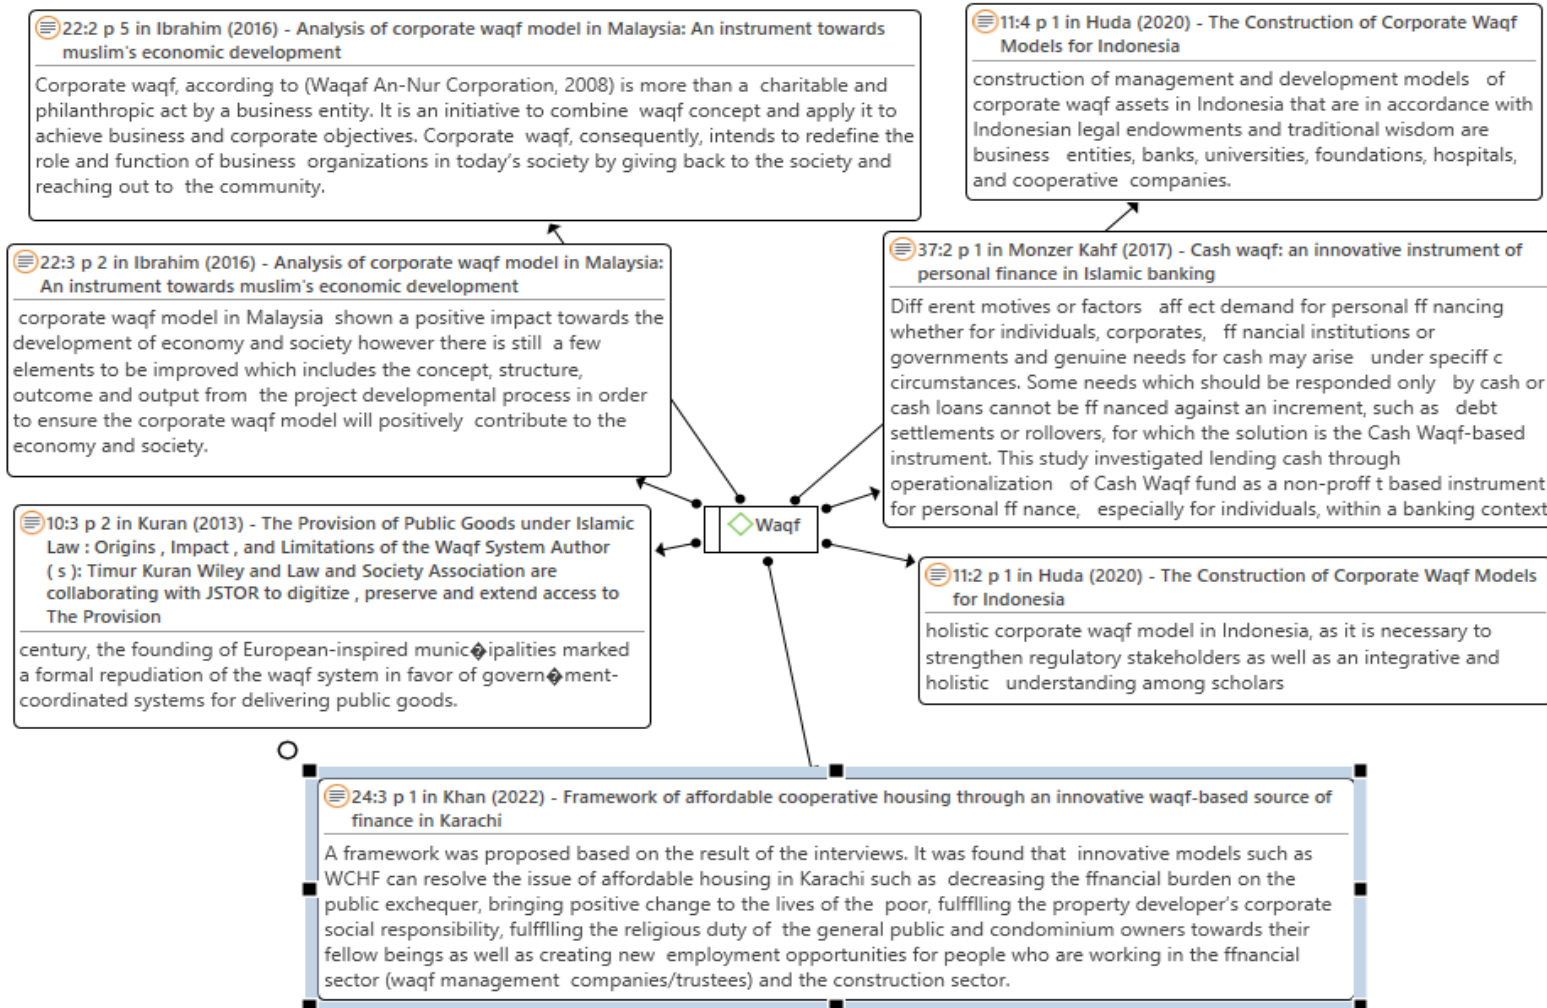 22:2 p 5 in Ibrahim (2016) - Analysis of corporate waqf model in Malaysia: An instrument towards
muslim's economic development
Corporate waqf, according to (Waqaf An-Nur Corporation, 2008) is more than a charitable and
philanthropic act by a business entity. It is an initiative to combine waqf concept and apply it to
achieve business and corporate objectives. Corporate waqf, consequently, intends to redefine the
role and function of business organizations in today's society by giving back to the society and
reaching out to the community.
11:4 p 1 in Huda (2020) - The Construction of Corporate Waqf
Models for Indonesia
construction of management and development models of
corporate waqf assets in Indonesia that are in accordance with
Indonesian legal endowments and traditional wisdom are
business entities, banks, universities, foundations, hospitals,
and cooperative companies.
22:3 p 2 in Ibrahim (2016) - Analysis of corporate waqf model in Malaysia:
An instrument towards muslim's economic development
corporate waqf model in Malaysia shown a positive impact towards the
development of economy and society however there is still a few
elements to be improved which includes the concept, structure,
outcome and output from the project developmental process in order
to ensure the corporate waqf model will positively contribute to the
economy and society.
37:2 p 1 in Monzer Kahf (2017) - Cash waqf: an innovative instrument of
personal finance in Islamic banking
Diff erent motives or factors aff ect demand for personal ff nancing
whether for individuals, corporates, ff nancial institutions or
governments and genuine needs for cash may arise under speciff c
circumstances. Some needs which should be responded only by cash or
cash loans cannot be ff nanced against an increment, such as debt
settlements or rollovers, for which the solution is the Cash Waqf-based
instrument. This study investigated lending cash through
operationalization of Cash Waqf fund as a non-proff t based instrument
for personal ff nance, especially for individuals, within a banking context
Waqf
10:3 p 2 in Kuran (2013) - The Provision of Public Goods under Islamic
Law : Origins , Impact , and Limitations of the Waqf System Author
( s ): Timur Kuran Wiley and Law and Society Association are
collaborating with JSTOR to digitize , preserve and extend access to
The Provision
century, the founding of European-inspired munic�ipalities marked
a formal repudiation of the waqf system in favor of govern�ment-
coordinated systems for delivering public goods.
11:2 p 1 in Huda (2020) - The Construction of Corporate Waqf Models
for Indonesia
holistic corporate waqf model in Indonesia, as it is necessary to
strengthen regulatory stakeholders as well as an integrative and
holistic understanding among scholars
24:3 p 1 in Khan (2022) - Framework of affordable cooperative housing through an innovative waqf-based source of
finance in Karachi
A framework was proposed based on the result of the interviews. It was found that innovative models such as
WCHF can resolve the issue of affordable housing in Karachi such as decreasing the ffnancial burden on the
public exchequer, bringing positive change to the lives of the poor, fulfflling the property developer's corporate
social responsibility, fulfflling the religious duty of the general public and condominium owners towards their
fellow beings as well as creating new employment opportunities for people who are working in the ffnancial
sector (waqf management companies/trustees) and the construction sector.